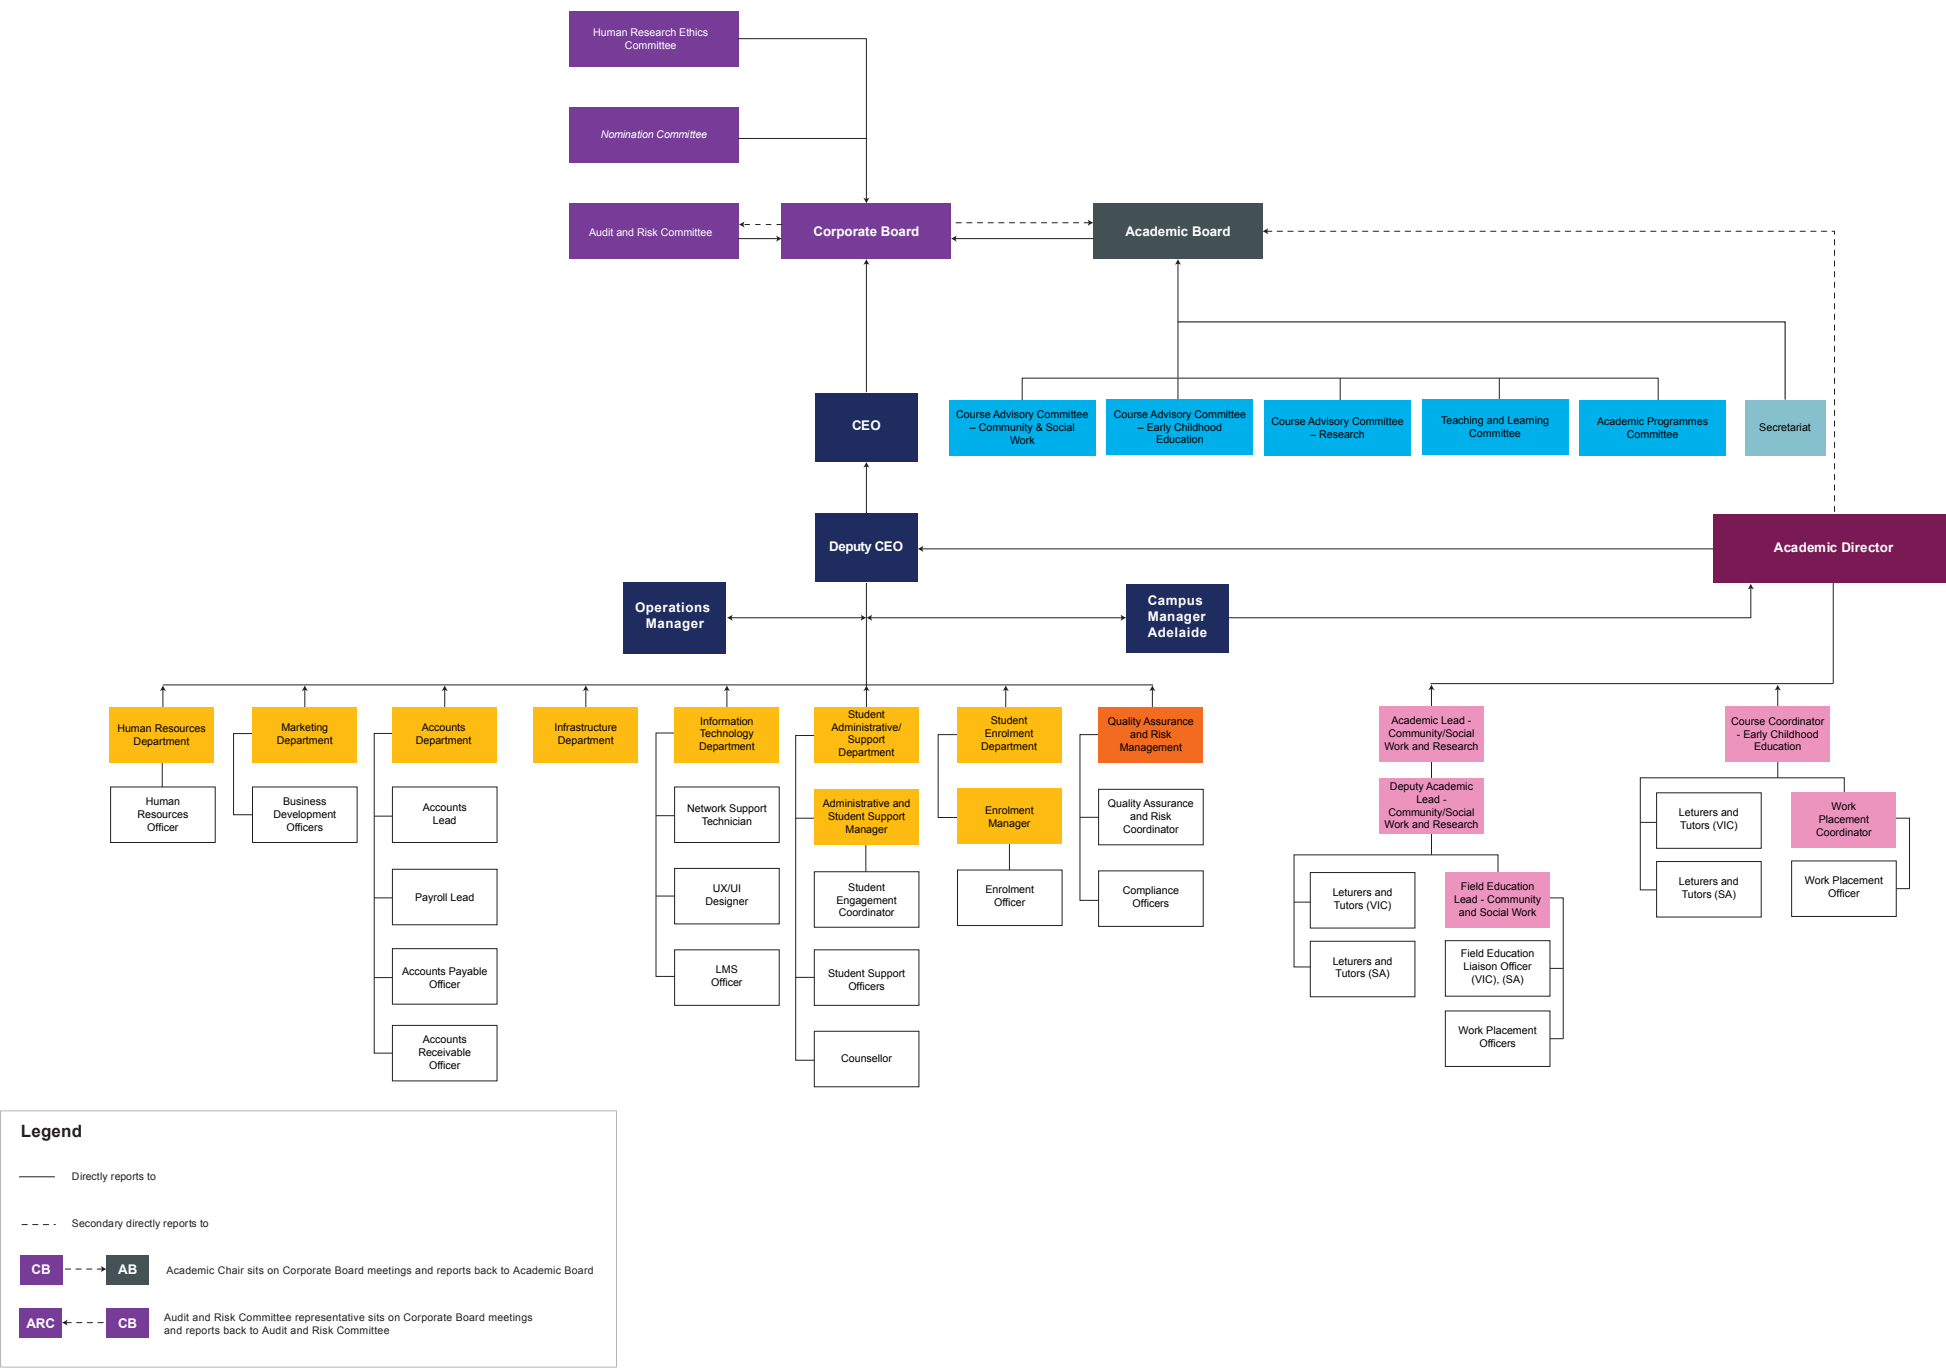 Human Research Ethics
Committee
Nomination Committee
Audit and Risk Committee
Corporate Board
Academic Board
CEO
Course Advisory Committee
– Community & Social
Work
Course Advisory Committee
– Early Childhood
Education
Course Advisory Committee
– Research
Teaching and Learning
Committee
Academic Programmes
Committee
Secretariat
Deputy CEO
Academic Director
Operations
Manager
Campus
Manager
Adelaide
Human Resources
Department
Marketing
Department
Accounts
Department
Infrastructure
Department
Information
Technology
Department
Student
Administrative/
Support
Department
Student
Enrolment
Department
Quality Assurance
and Risk
Management
Academic Lead -
Community/Social
Work and Research
Course Coordinator
- Early Childhood
Education
Human
Resources
Officer
Business
Development
Officers
Accounts
Lead
Payroll Lead
Accounts Payable
Officer
Accounts
Receivable
Officer
Network Support
Technician
UX/UI
Designer
LMS
Officer
Administrative and
Student Support
Manager
Student
Engagement
Coordinator
Student Support
Officers
Counsellor
Enrolment
Manager
Enrolment
Officer
Quality Assurance
and Risk
Coordinator
Compliance
Officers
Deputy Academic
Lead -
Community/Social
Work and Research
Leturers and
Tutors (VIC)
Leturers and
Tutors (SA)
Field Education
Lead - Community
and Social Work
Field Education
Liaison Officer
(VIC), (SA)
Work Placement
Officers
Leturers and
Tutors (VIC)
Leturers and
Tutors (SA)
Work
Placement
Coordinator
Work Placement
Officer
Legend
Directly reports to
Secondary directly reports to
CB
AB
Academic Chair sits on Corporate Board meetings and reports back to Academic Board
ARC
CB
Audit and Risk Committee representative sits on Corporate Board meetings
and reports back to Audit and Risk Committee